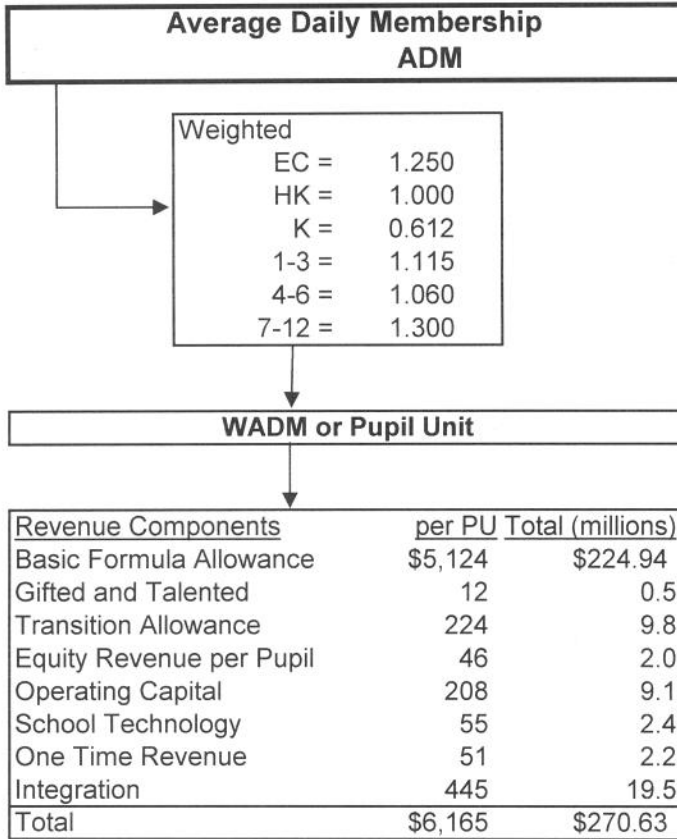 Average Daily Membership
ADM
Weighted
EC = 1.250
HK = 1.000
K = 0.612
1-3 = 1.115
4-6 = 1.060
7-12 = 1.300
WADM or Pupil Unit
Revenue Components per PU Total (millions)
Basic Formula Allowance $5,124 $224.94
Gifted and Talented 12 0.5
Transition Allowance 224 9.8
Equity Revenue per Pupil 46 2.0
Operating Capital 208 9.1
School Technology 55 2.4
One Time Revenue 51 2.2
Integration 445 19.5
Total $6,165 $270.63